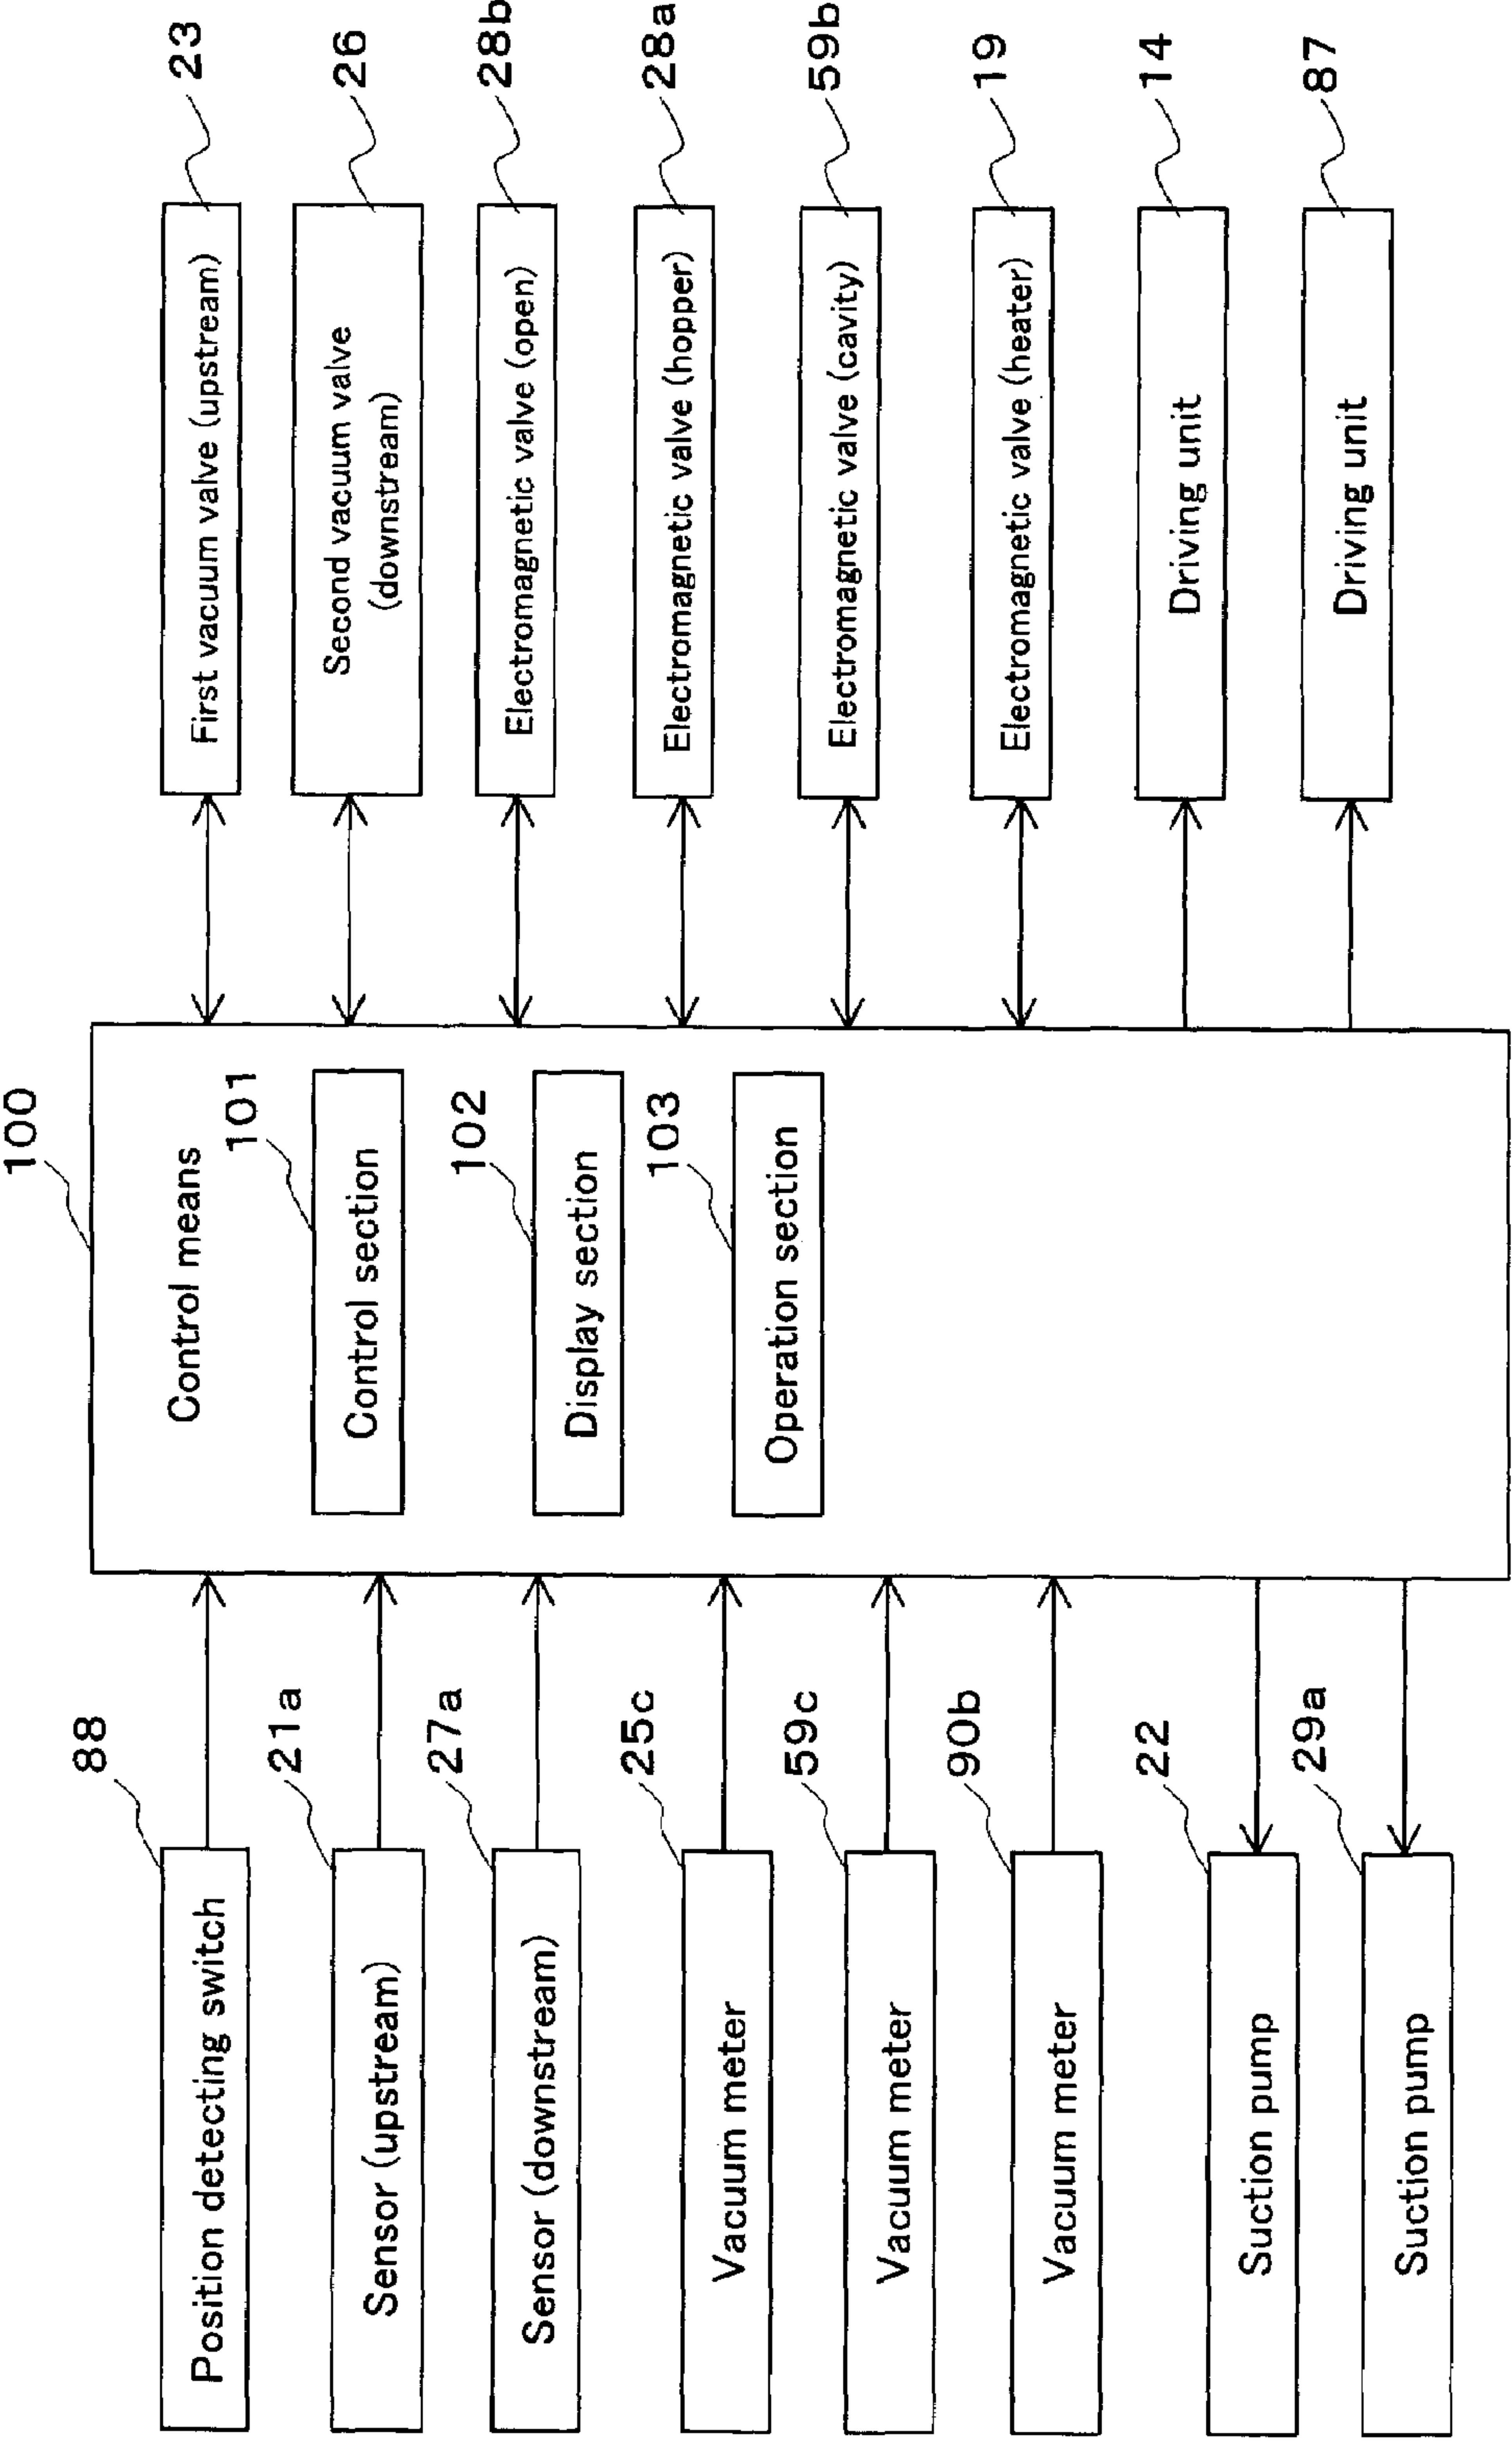 100
Control means
101
Control section
102
Display section
103
Operation section
88
Position detecting switch
21a
Sensor (upstream)
27a
Sensor (downstream)
25c
Vacuum meter
59c
Vacuum meter
90b
Vacuum meter
22
Suction pump
29a
Suction pump
First vacuum valve (upstream)
23
Second vacuum valve
(downstream)
26
Electromagnetic valve (open)
28b
Electromagnetic valve (hopper)
28a
Electromagnetic valve (cavity)
59b
Electromagnetic valve (heater)
19
Driving unit
14
Driving unit
87